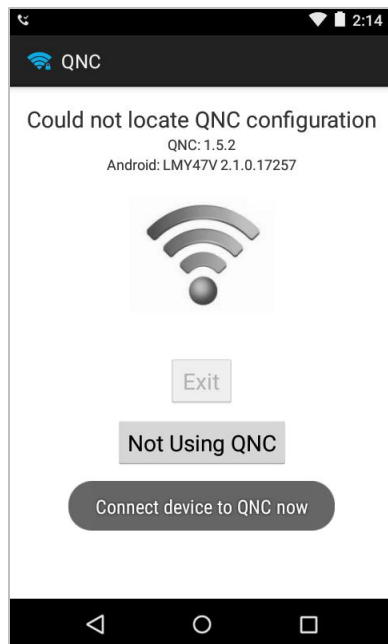 2:14
QNC
Could not locate QNC configuration
QNC: 1.5.2
Android: LMY47V 2.1.0.17257
Exit
Not Using QNC
Connect device to QNC now